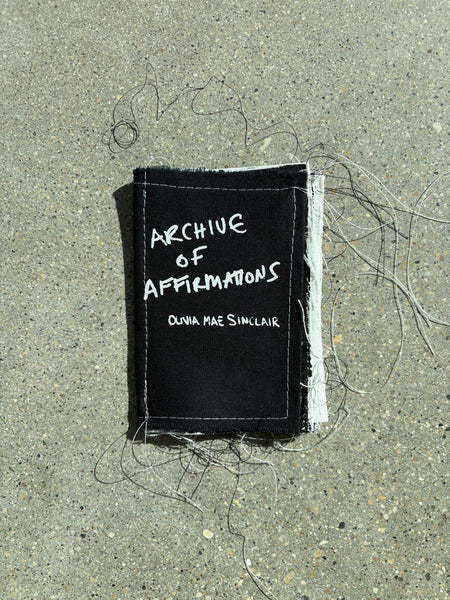 ARCHIVE
OF
AFFIRMATIONS
OLIVIA MAE SINCLAIR